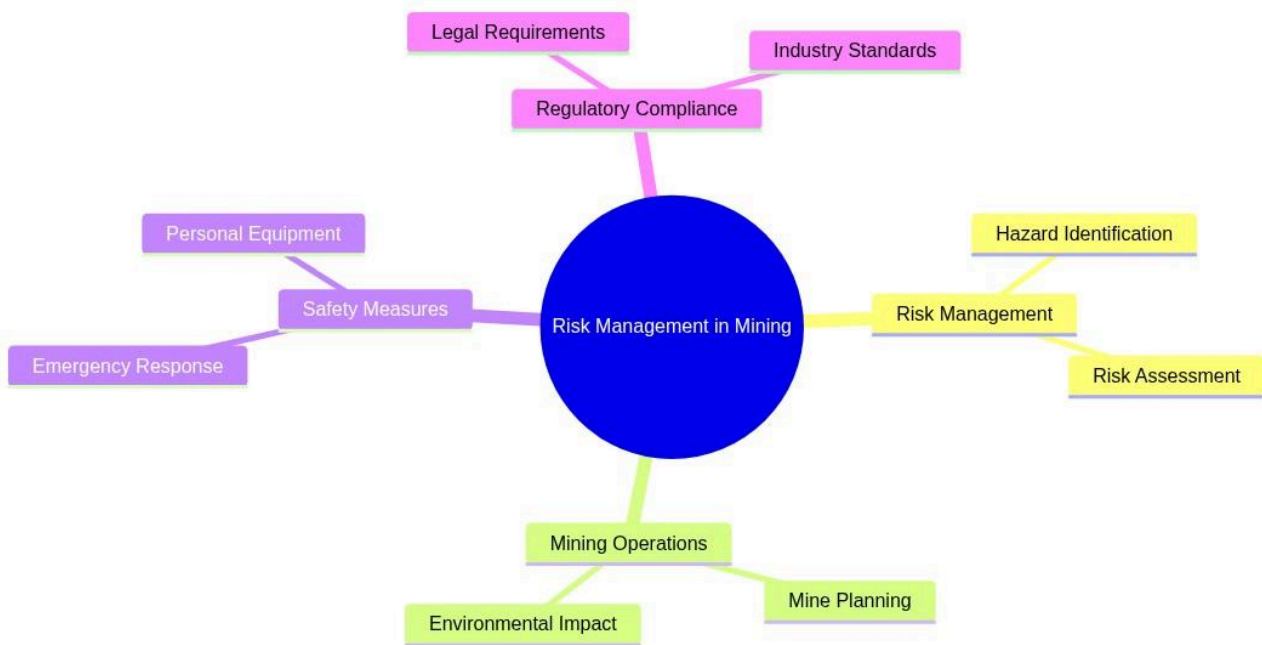 Legal Requirements
Industry Standards
Regulatory Compliance
Personal Equipment
Hazard Identification
Safety Measures
Risk Management in Mining
Risk Management
Emergency Response
Risk Assessment
Mining Operations
Mine Planning
Environmental Impact